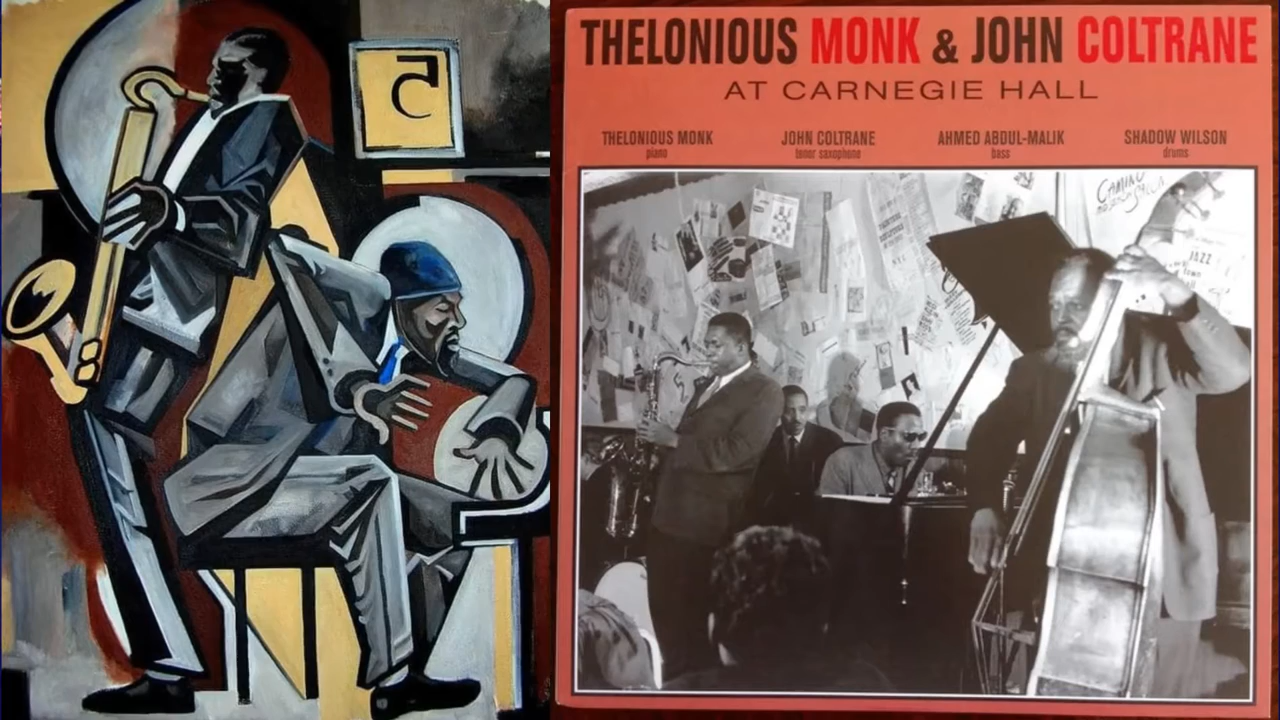 5
THELONIOUS MONK & JOHN COLTRANE
AT CARNEGIE HALL
THELONIOUS MONK JOHN COLTRANE AHMED ABDUL-MALIK SHADOW WILSON
piano tenor saxophone bass drums
JAZZ